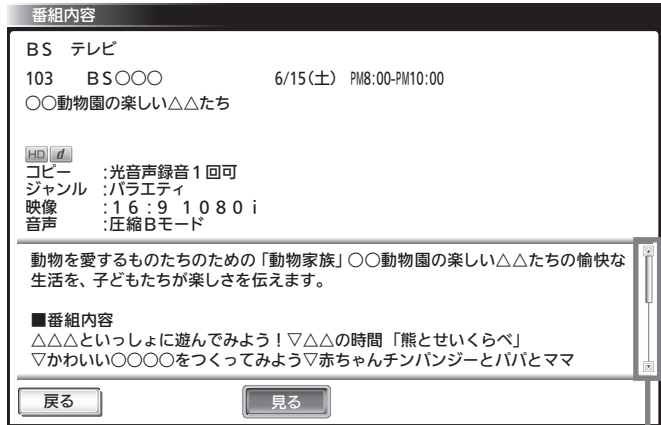 番組内容
BS テレビ
103 BS○○○ 6/15(土) PM8:00-PM10:00
○○動物園の楽しい△△たち
HD d
コピー :光音声録音1回可
ジャンル :バラエティ
映像 :16:9 1080i
音声 :圧縮Bモード
動物を愛するものたちのための「動物家族」○○動物園の楽しい△△たちの愉快な
生活を、子どもたちが楽しさを伝えます。
■番組内容
△△△といっしょに遊んでみよう!▽△△の時間「熊とせいくらべ」
▽かわいい○○○○をつくってみよう▽赤ちゃんチンパンジーとパパとママ
戻る 見る